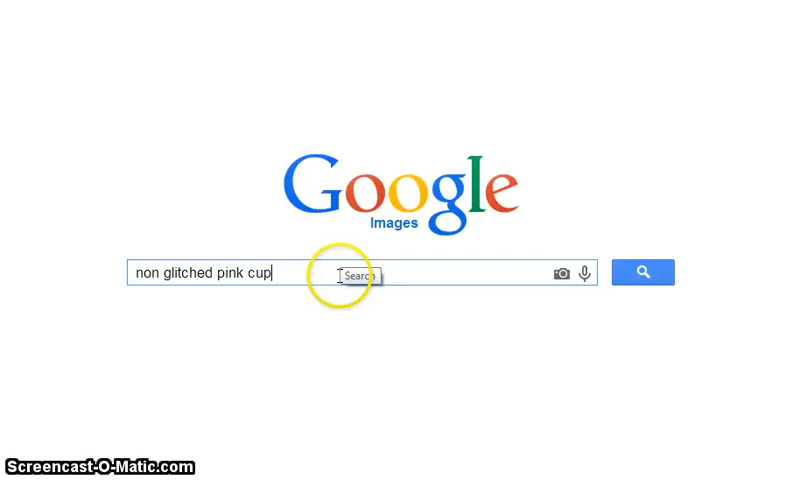 Google
Images
non glitched pink cup
Search
Screencast-O-Matic.com